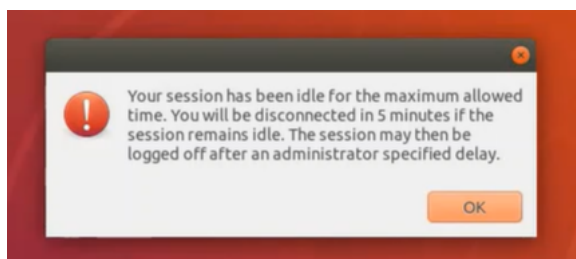 Your session has been idle for the maximum allowed
time. You will be disconnected in 5 minutes if the
session remains idle. The session may then be
logged off after an administrator specified delay.
OK